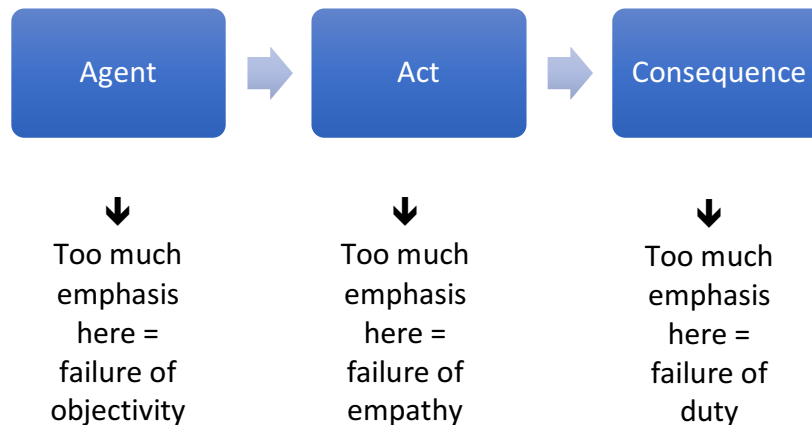 Agent
Act
Consequence
Too much
emphasis
here =
failure of
objectivity
Too much
emphasis
here =
failure of
empathy
Too much
emphasis
here =
failure of
duty